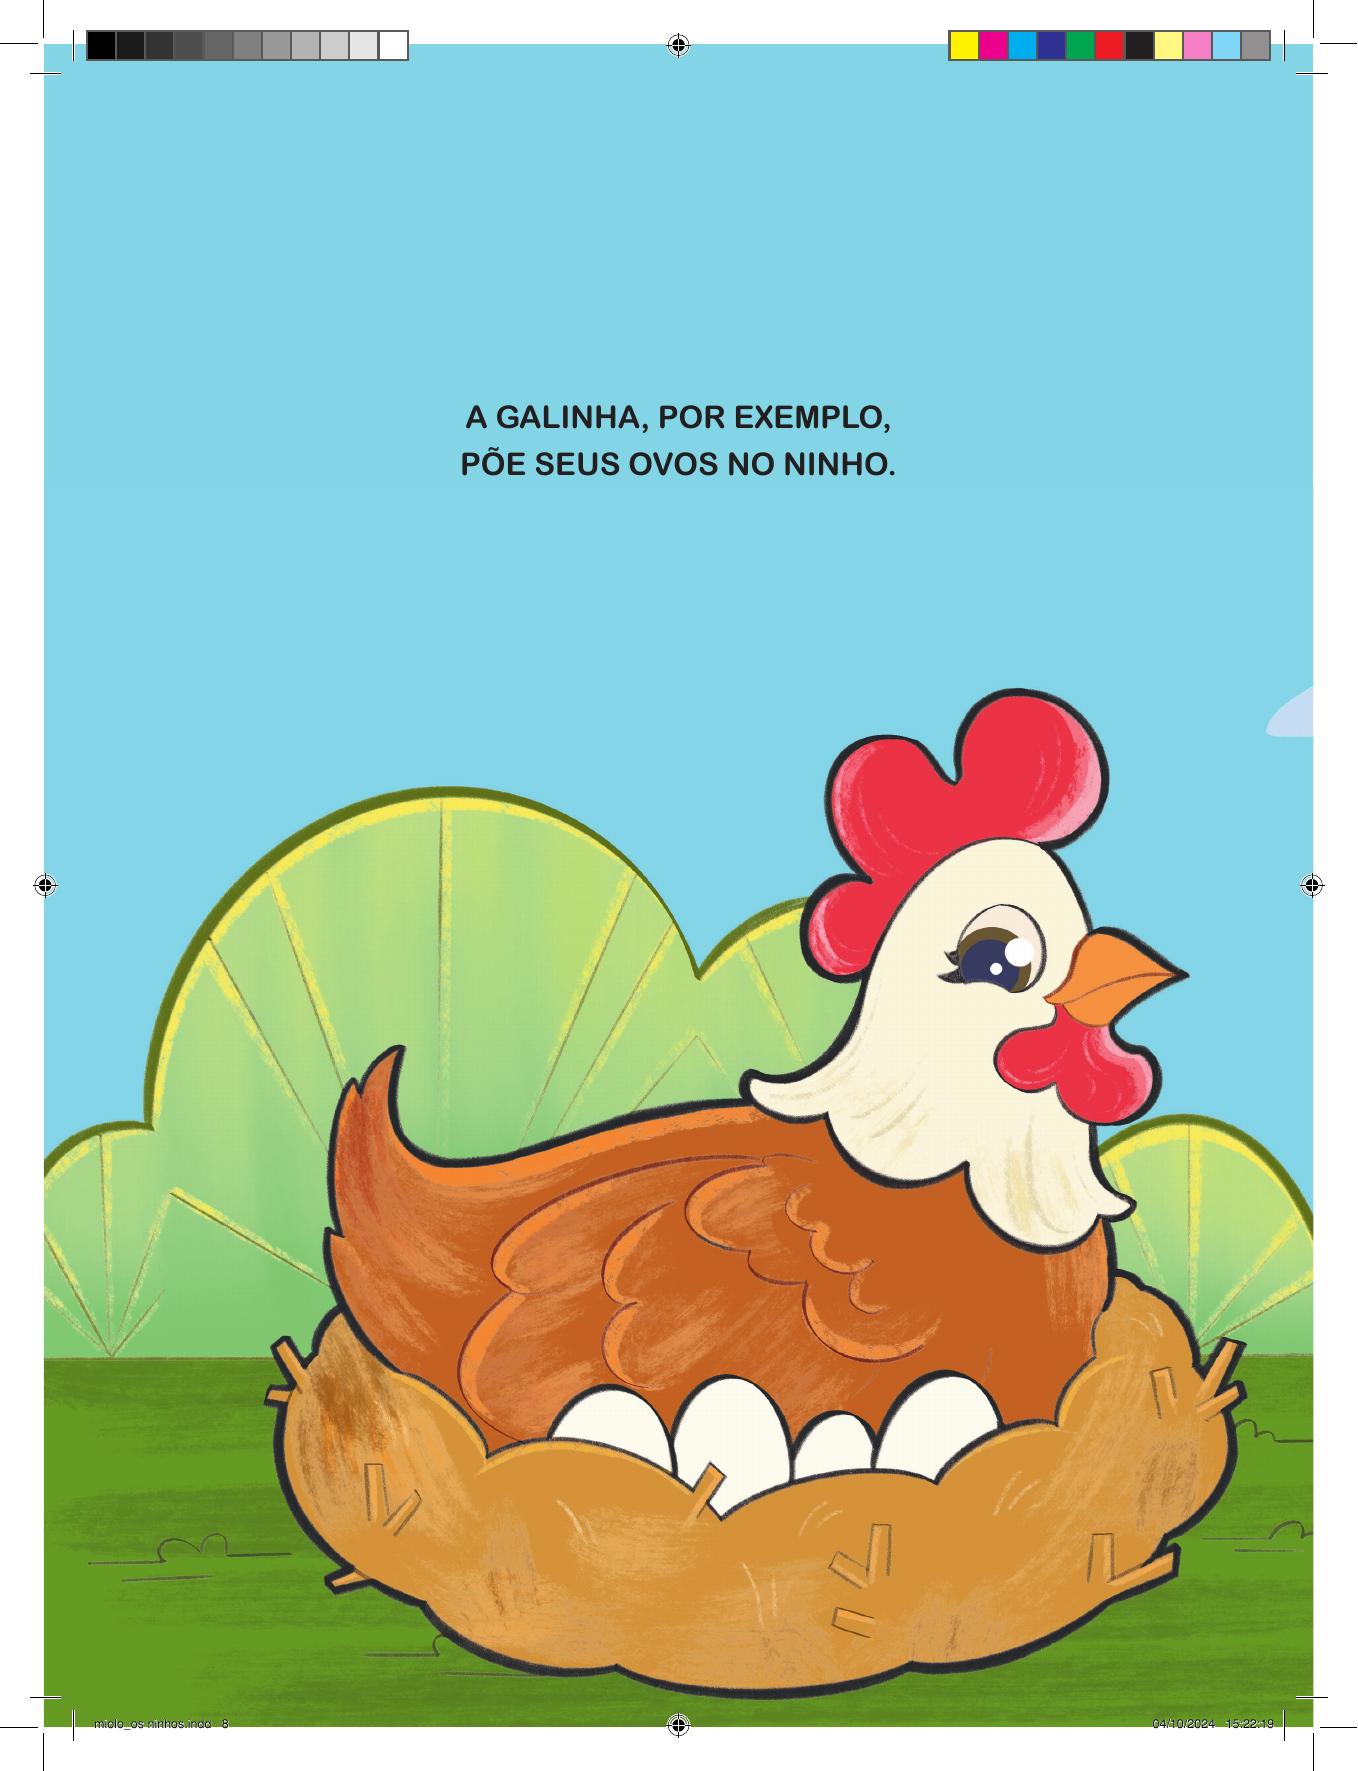 A GALINHA, POR EXEMPLO,
PÕE SEUS OVOS NO NINHO.
miolo_os ninhos.indd 8
04/10/2024 15:22:19